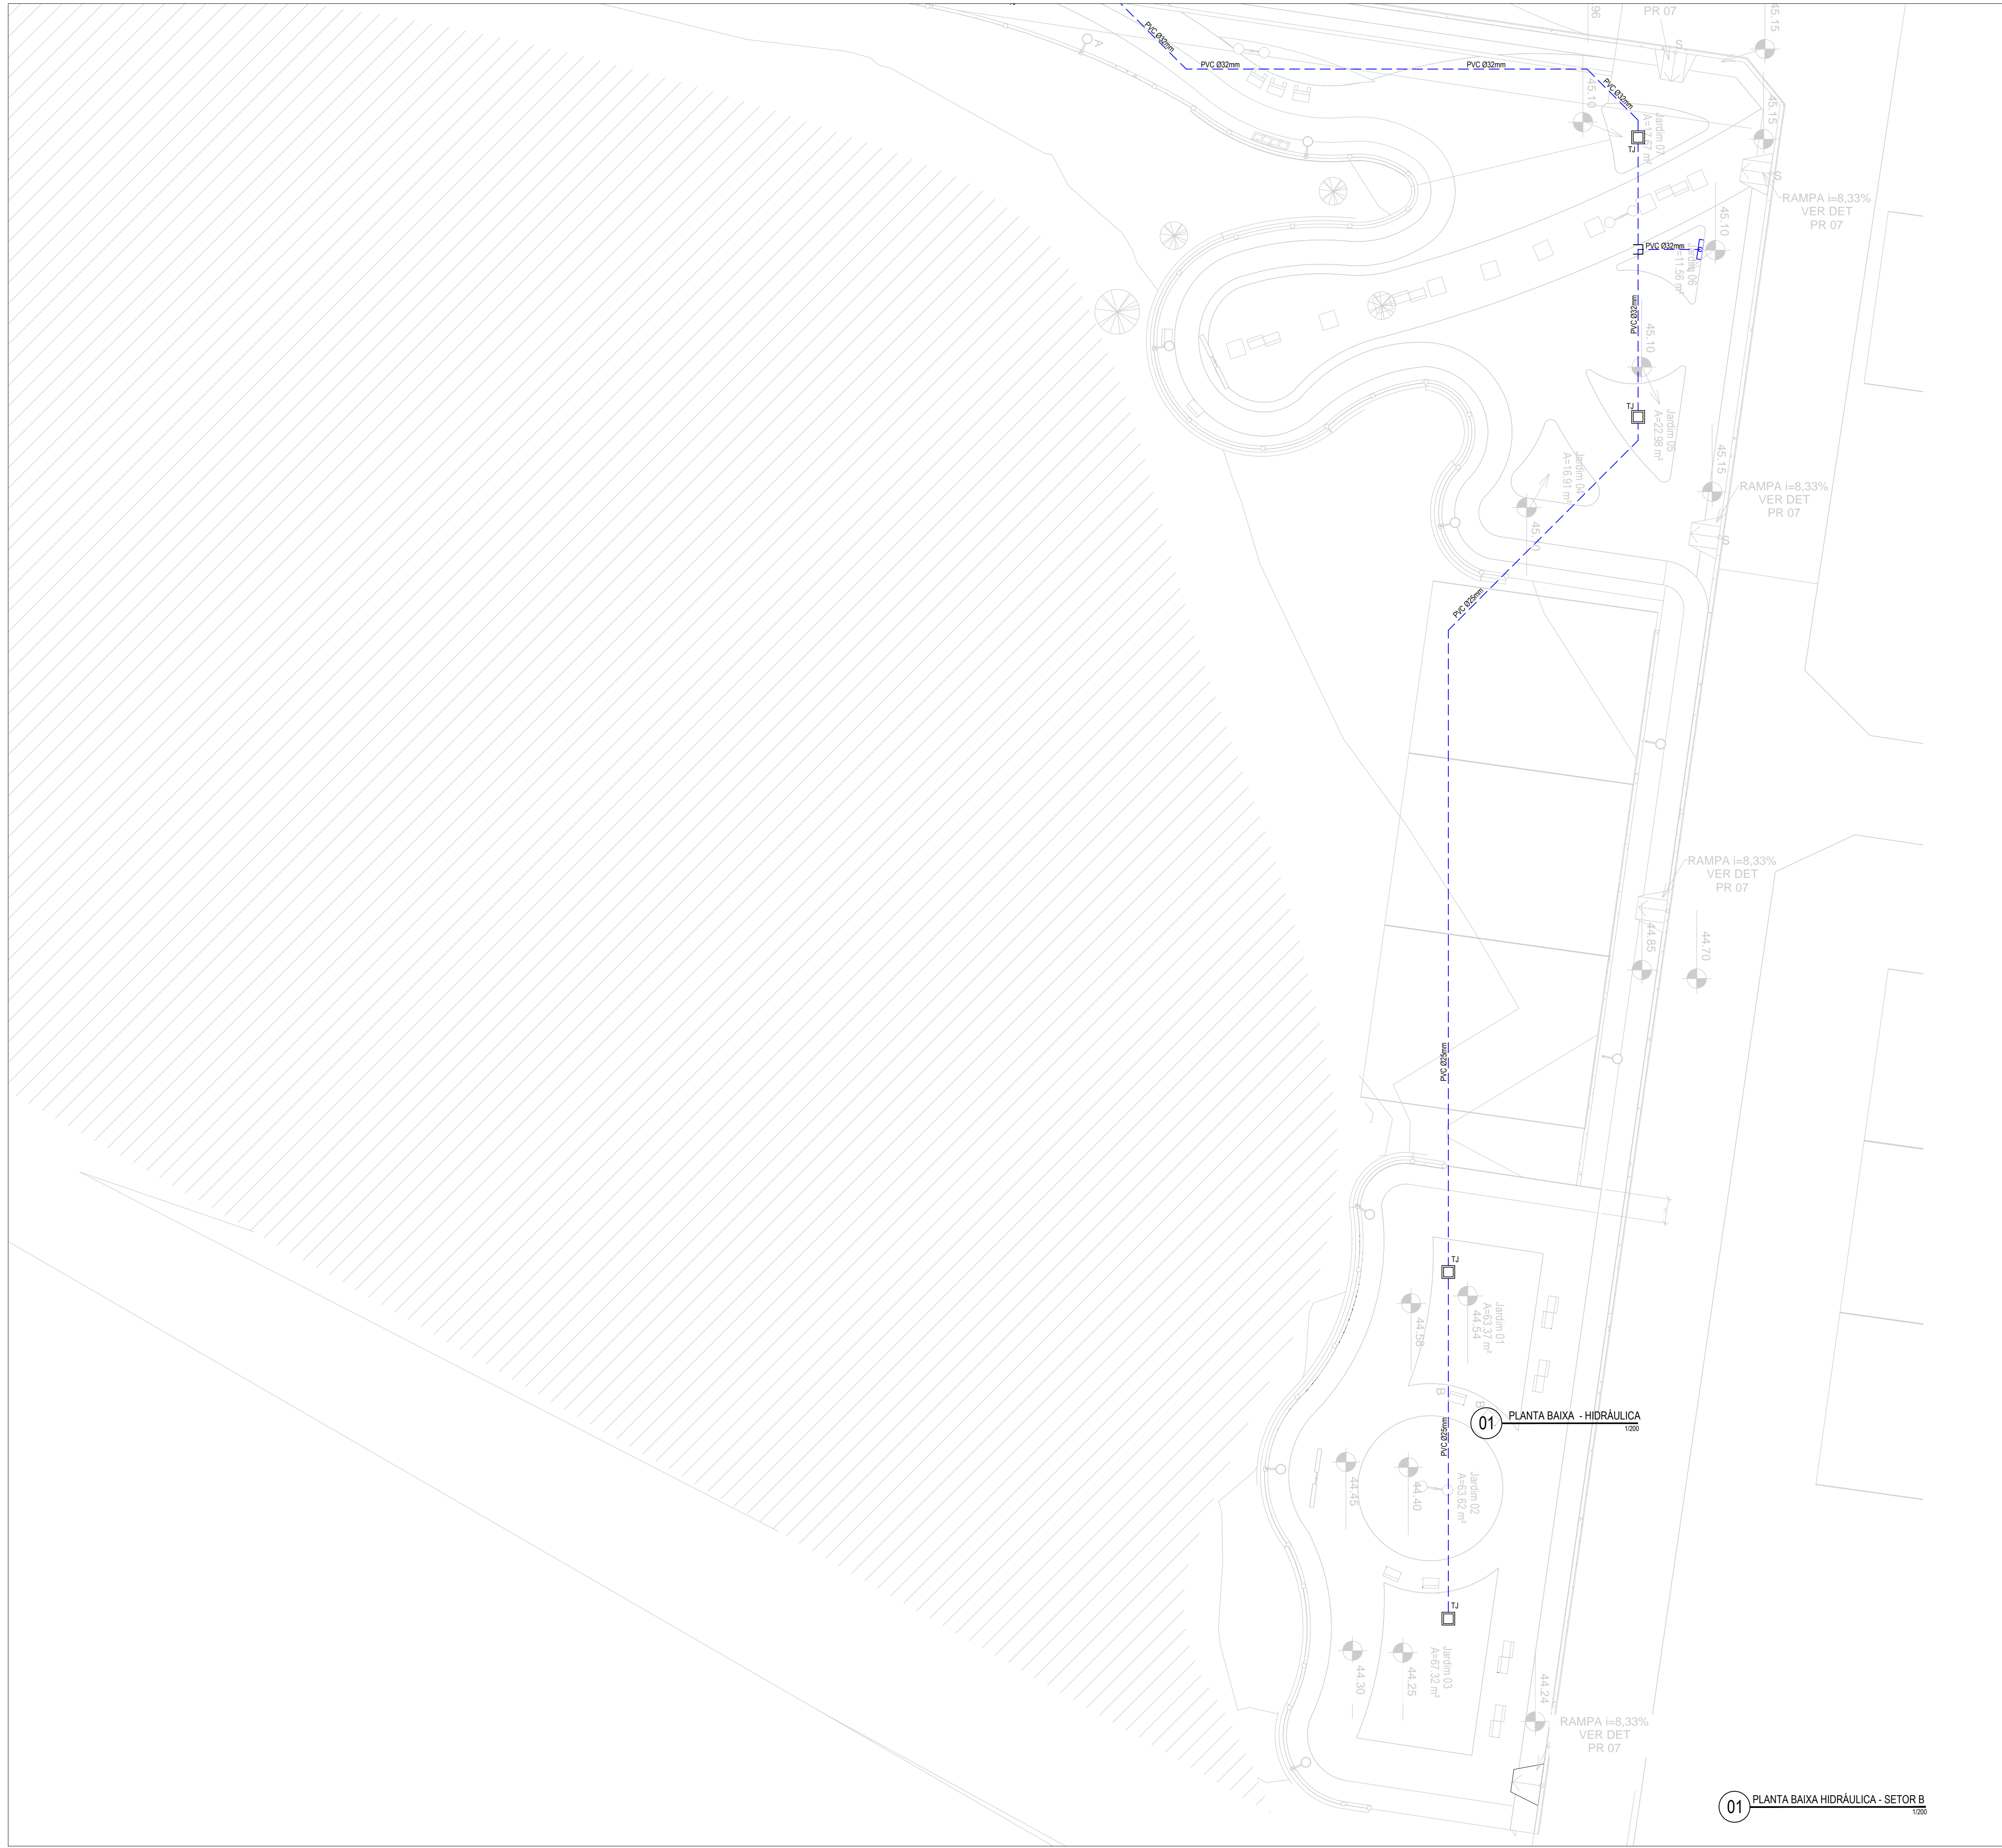 PVC Ø32mm
PVC Ø32mm
PVC Ø32mm
PVC Ø32mm
A
96
PR 07
S
45.15
45.10
45.15
Jardim 07
TJ
S
RAMPA i=8,33%
VER DET
PR 07
45.10
PVC Ø32mm
Jardim 06
A=11.56 m²
PVC Ø32mm
45.10
TJ
Jardim 05
A=22.98 m²
Jardim 04
A=16.91 m²
45.15
RAMPA i=8,33%
VER DET
PR 07
S
PVC Ø25mm
RAMPA i=8,33%
VER DET
PR 07
44.85
44.70
PVC Ø25mm
TJ
Jardim 01
A=63.37 m²
44.54
44.58
B
B
01
PLANTA BAIXA - HIDRÁULICA
1/200
PVC Ø25mm
44.45
44.40
Jardim 02
A=63.62 m²
TJ
Jardim 03
A=67.32 m²
44.30
44.25
44.24
RAMPA i=8,33%
VER DET
PR 07
01
PLANTA BAIXA HIDRÁULICA - SETOR B
1/200